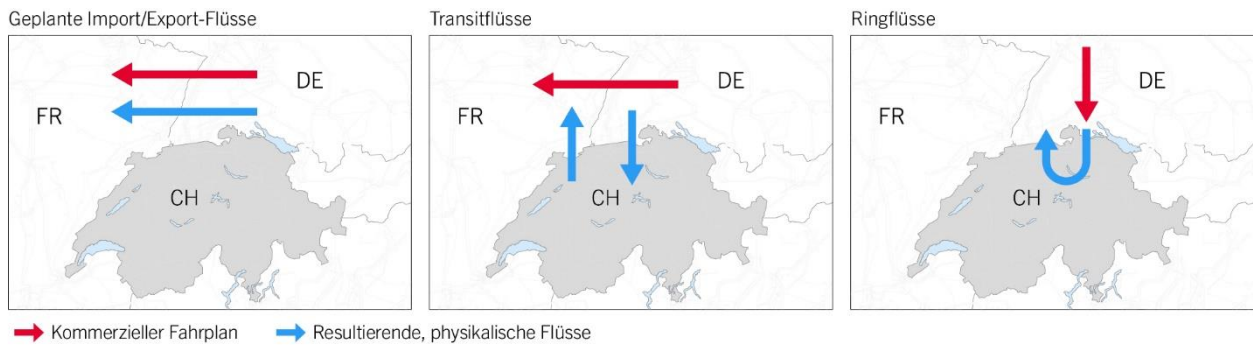 Geplante Import/Export-Flüsse
DE
FR
CH
Transitflüsse
DE
FR
CH
Ringflüsse
DE
FR
CH
Kommerzieller Fahrplan
Resultierende, physikalische Flüsse